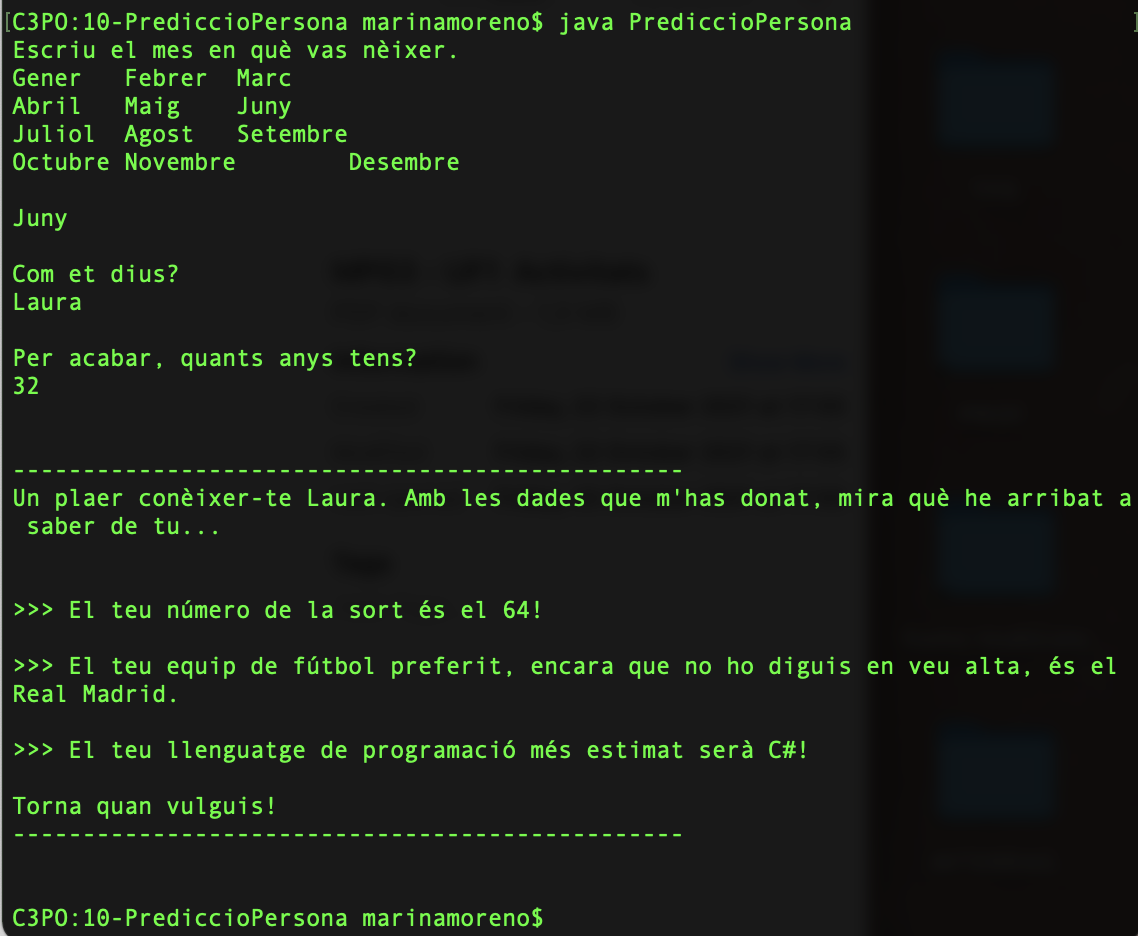 [C3PO:10-PrediccioPersona marinamoreno$ java PrediccioPersona ]
Escriu el mes en què vas nèixer.
Gener Febrer Marc
Abril Maig Juny
Juliol Agost Setembre
Octubre Novembre Desembre
Juny
Com et dius?
Laura
Per acabar, quants anys tens?
32
------------------------------------------------
Un plaer conèixer-te Laura. Amb les dades que m'has donat, mira què he arribat a
saber de tu...
>>> El teu número de la sort és el 64!
>>> El teu equip de fútbol preferit, encara que no ho diguis en veu alta, és el
Real Madrid.
>>> El teu llenguatge de programació més estimat serà C#!
Torna quan vulguis!
------------------------------------------------
C3PO:10-PrediccioPersona marinamoreno$